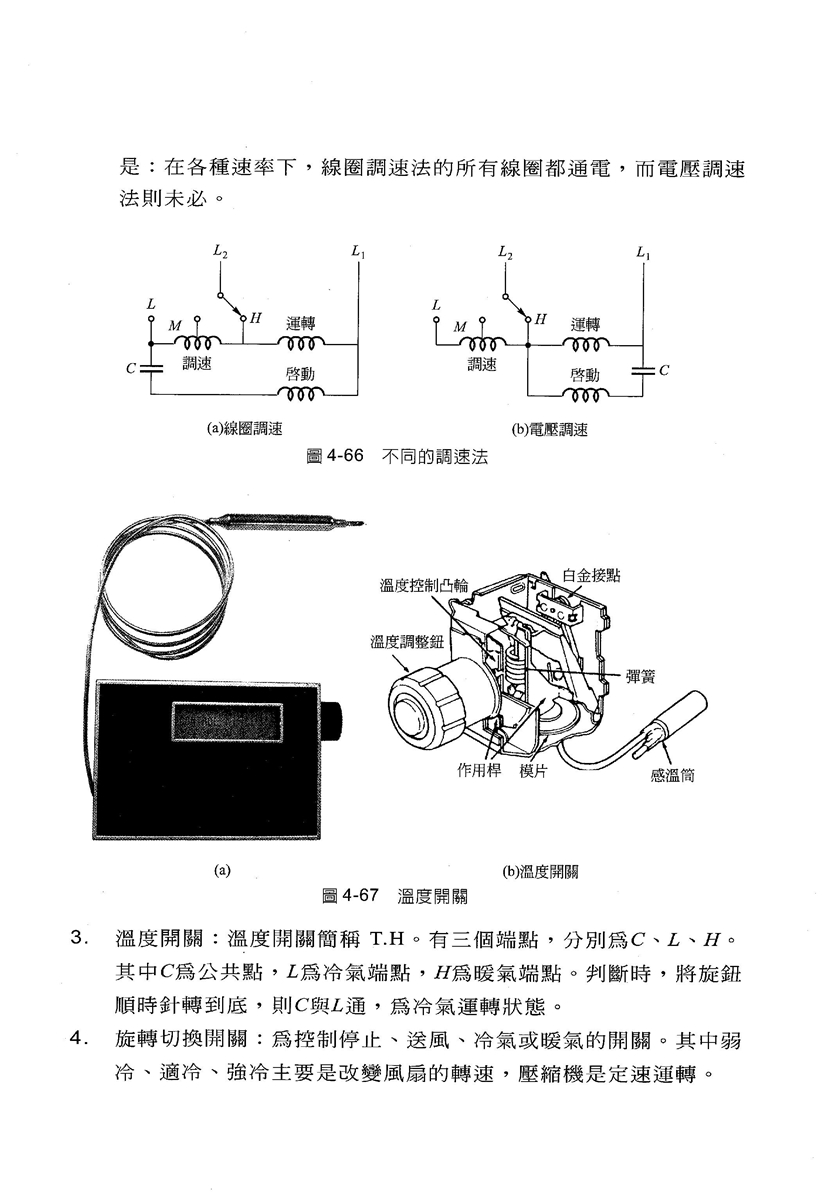 是：在各種速率下，線圈調速法的所有線圈都通電，而電壓調速
法則未必。
L₂ L₁
L M H 運轉
調速
C 啓動
(a)線圈調速
L₂ L₁
L M H 運轉
調速
啓動 C
(b)電壓調速
圖 4-66 不同的調速法
白金接點
溫度控制凸輪
溫度調整鈕
彈簧
作用桿 模片
感溫筒
(a) (b)溫度開關
圖 4-67 溫度開關
3. 溫度開關：溫度開關簡稱 T.H。有三個端點，分別爲C、L、H。
其中C爲公共點，L爲冷氣端點，H爲暖氣端點。判斷時，將旋鈕
順時針轉到底，則C與L通，爲冷氣運轉狀態。
4. 旋轉切換開關：爲控制停止、送風、冷氣或暖氣的開關。其中弱
冷、適冷、強冷主要是改變風扇的轉速，壓縮機是定速運轉。